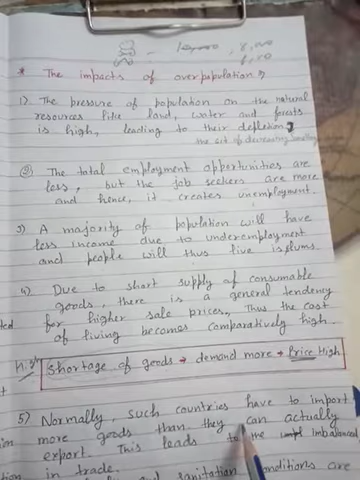 * The impacts of overpopulation :→
1) The pressure of population on the natural
resources like land, water and forests
is high, leading to their depletion,
the act of decreasing
② The total employment opportunities are
less, but the job seekers are more
and hence, it creates unemployment.
3) A majority of population will have
less income due to underemployment
and people will thus live is slums.
4) Due to short supply of consumable
goods, there is a general tendency
for higher sale prices, Thus the cost
of living becomes comparatively high.
High
Shortage of goods → demand more → Price High
5) Normally, such countries have to import
more goods than they can actually
export. This leads to the imbalanced
in trade.
and sanitation conditions are